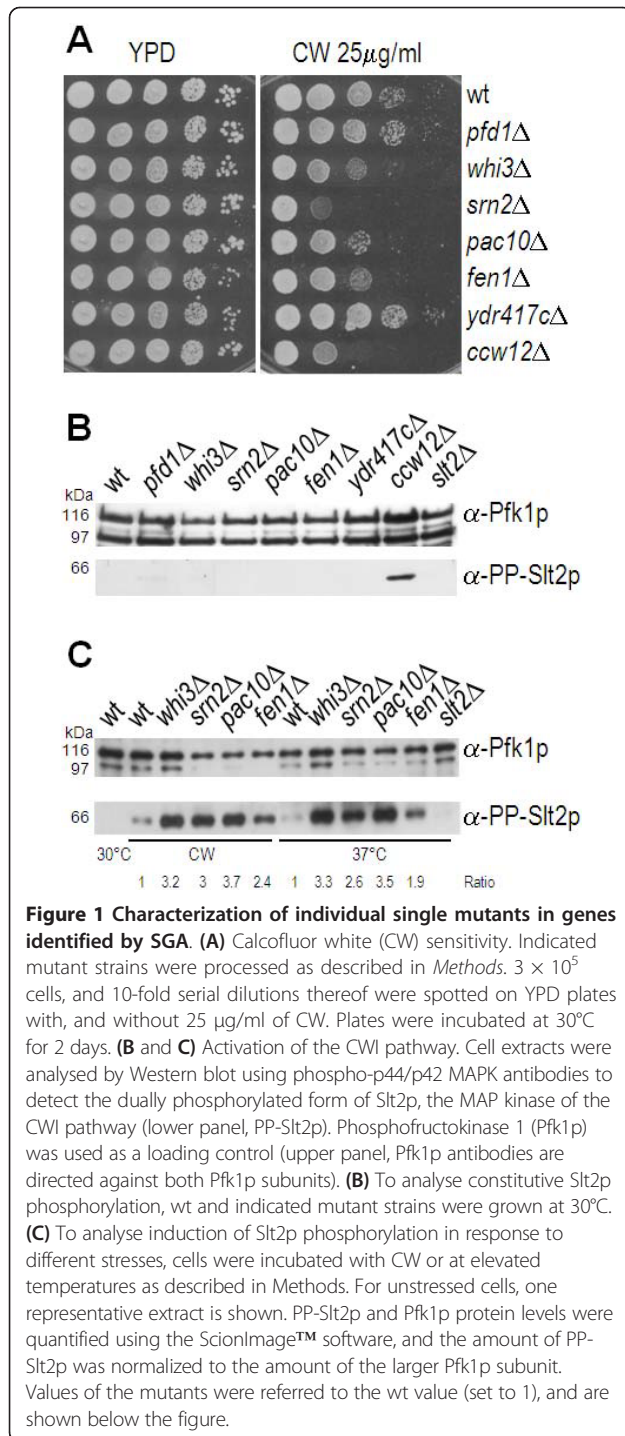 A
YPD CW 25µg/ml
wt
pfd1Δ
whi3Δ
srn2Δ
pac10Δ
fen1Δ
ydr417cΔ
ccw12Δ
B
wt pfd1Δ whi3Δ srn2Δ pac10Δ fen1Δ ydr417cΔ ccw12Δ slt2Δ
kDa
116 α-Pfk1p
97
66 α-PP-Slt2p
C
wt wt whi3Δ srn2Δ pac10Δ fen1Δ wt whi3Δ srn2Δ pac10Δ fen1Δ slt2Δ
kDa
116 α-Pfk1p
97
66 α-PP-Slt2p
30°C CW 37°C
1 3.2 3 3.7 2.4 1 3.3 2.6 3.5 1.9 Ratio
Figure 1 Characterization of individual single mutants in genes
identified by SGA. (A) Calcofluor white (CW) sensitivity. Indicated
mutant strains were processed as described in Methods. 3 × 10⁵
cells, and 10-fold serial dilutions thereof were spotted on YPD plates
with, and without 25 µg/ml of CW. Plates were incubated at 30°C
for 2 days. (B and C) Activation of the CWI pathway. Cell extracts were
analysed by Western blot using phospho-p44/p42 MAPK antibodies to
detect the dually phosphorylated form of Slt2p, the MAP kinase of the
CWI pathway (lower panel, PP-Slt2p). Phosphofructokinase 1 (Pfk1p)
was used as a loading control (upper panel, Pfk1p antibodies are
directed against both Pfk1p subunits). (B) To analyse constitutive Slt2p
phosphorylation, wt and indicated mutant strains were grown at 30°C.
(C) To analyse induction of Slt2p phosphorylation in response to
different stresses, cells were incubated with CW or at elevated
temperatures as described in Methods. For unstressed cells, one
representative extract is shown. PP-Slt2p and Pfk1p protein levels were
quantified using the ScionImage™ software, and the amount of PP-
Slt2p was normalized to the amount of the larger Pfk1p subunit.
Values of the mutants were referred to the wt value (set to 1), and are
shown below the figure.